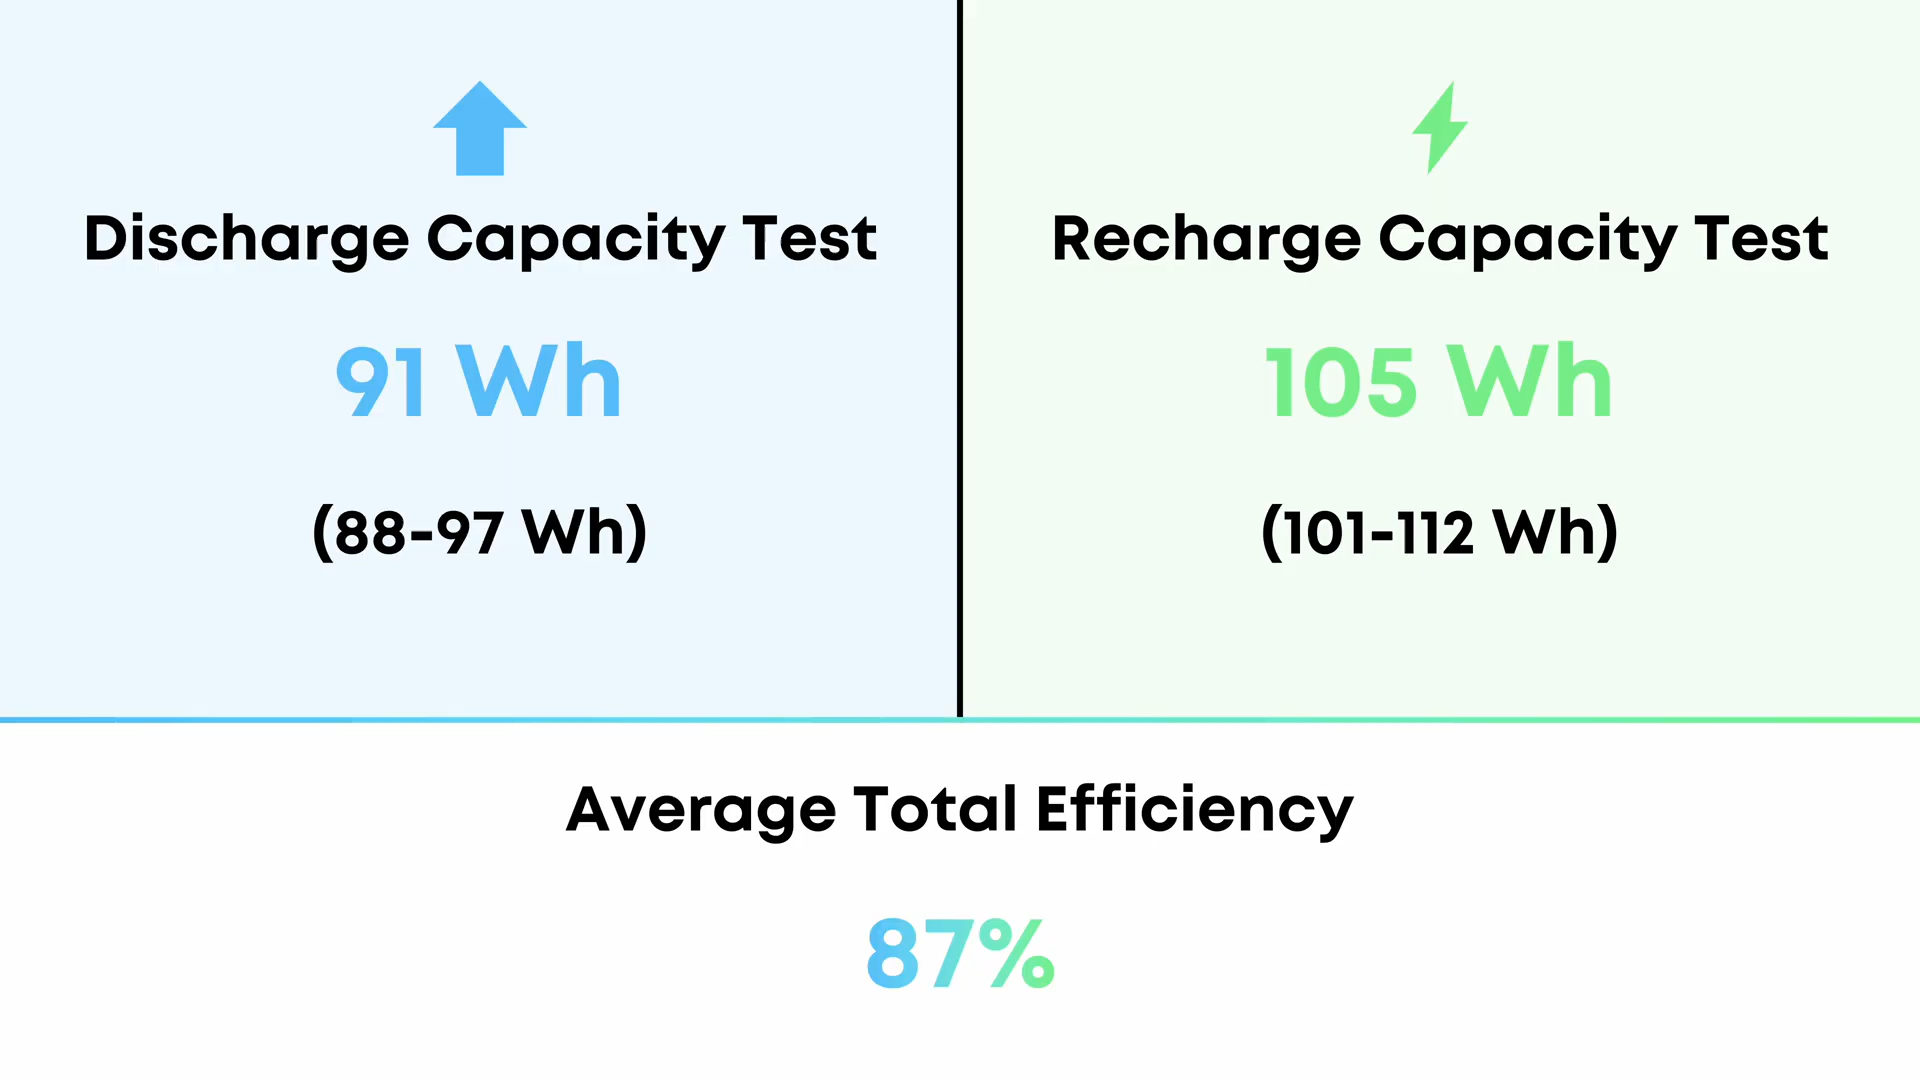 Discharge Capacity Test
91 Wh
(88-97 Wh)
Recharge Capacity Test
105 Wh
(101-112 Wh)
Average Total Efficiency
87%